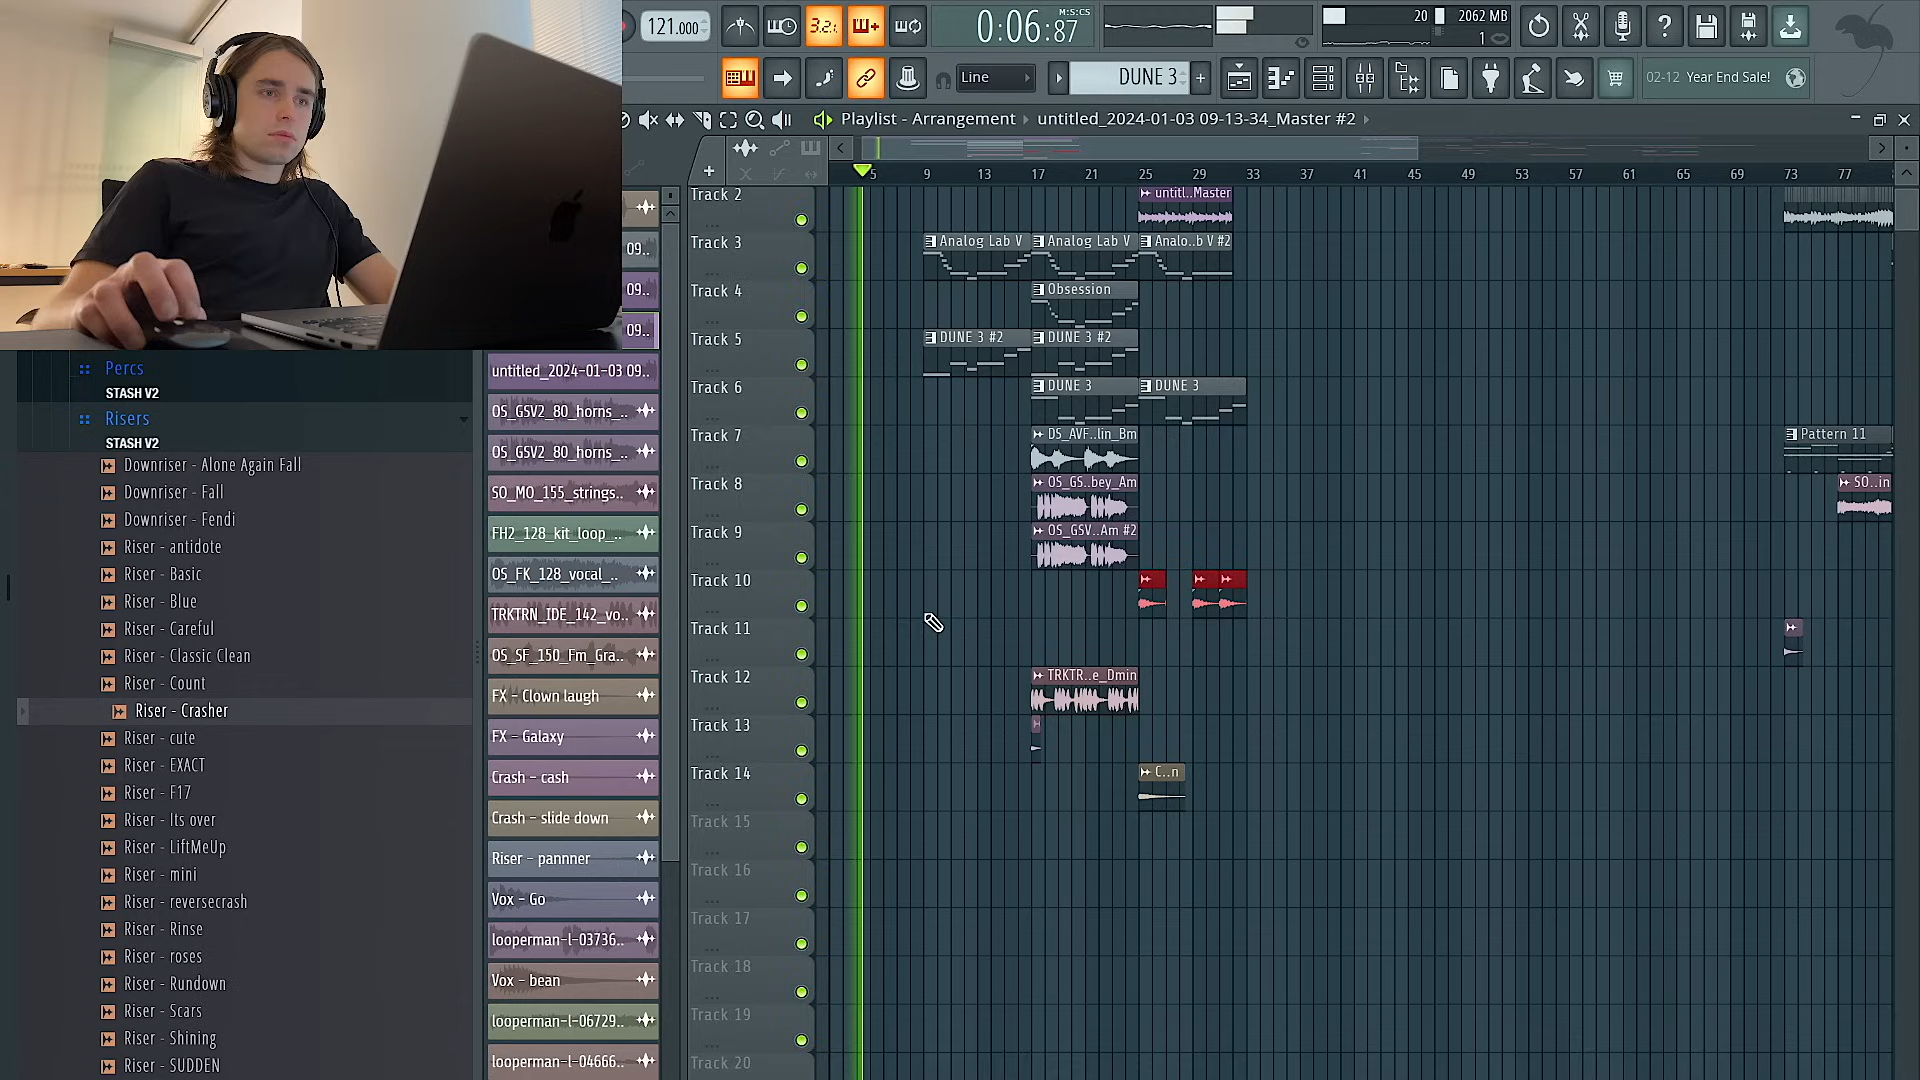 121.000
3.2.
0:06:87
M:S:CS
20
2062 MB
1
Line
DUNE 3
02-12 Year End Sale!
Playlist - Arrangement
untitled_2024-01-03 09-13-34_Master #2
5
9
13
17
21
25
29
33
37
41
45
49
53
57
61
65
69
73
77
Percs
STASH V2
Risers
STASH V2
Downriser - Alone Again Fall
Downriser - Fall
Downriser - Fendi
Riser - antidote
Riser - Basic
Riser - Blue
Riser - Careful
Riser - Classic Clean
Riser - Count
Riser - Crasher
Riser - cute
Riser - EXACT
Riser - F17
Riser - Its over
Riser - LiftMeUp
Riser - mini
Riser - reversecrash
Riser - Rinse
Riser - roses
Riser - Rundown
Riser - Scars
Riser - Shining
Riser - SUDDEN
09..
09..
09..
untitled_2024-01-03 09..
OS_GSV2_80_horns_..
OS_GSV2_80_horns_..
SO_MO_155_strings..
FH2_128_kit_loop_..
OS_FK_128_vocal_..
TRKTRN_IDE_142_vo..
OS_SF_150_Fm_Gra..
FX - Clown laugh
FX - Galaxy
Crash - cash
Crash - slide down
Riser - pannner
Vox - Go
looperman-l-03736..
Vox - bean
looperman-l-06729..
looperman-l-04666..
Track 2
untitl..Master
Track 3
Analog Lab V
Analog Lab V
Analo..b V #2
Track 4
Obsession
Track 5
DUNE 3 #2
DUNE 3 #2
Track 6
DUNE 3
DUNE 3
Track 7
DS_AVF..lin_Bm
Pattern 11
Track 8
OS_GS..bey_Am
SO..in
Track 9
OS_GSV..Am #2
Track 10
Track 11
Track 12
TRKTR..e_Dmin
Track 13
Track 14
C..n
Track 15
Track 16
Track 17
Track 18
Track 19
Track 20